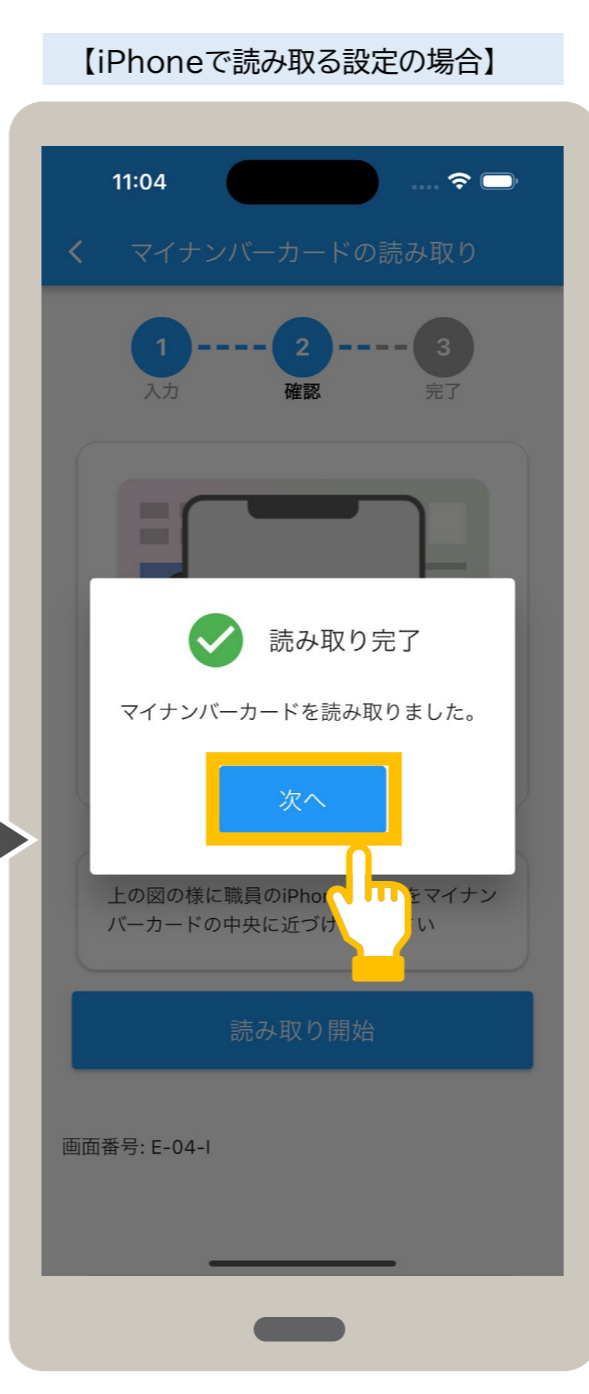 【iPhoneで読み取る設定の場合】
11:04
マイナンバーカードの読み取り
1 2 3
入力 確認 完了
読み取り完了
マイナンバーカードを読み取りました。
次へ
上の図の様に職員のiPhon をマイナン
バーカードの中央に近づけ い
読み取り開始
画面番号: E-04-I